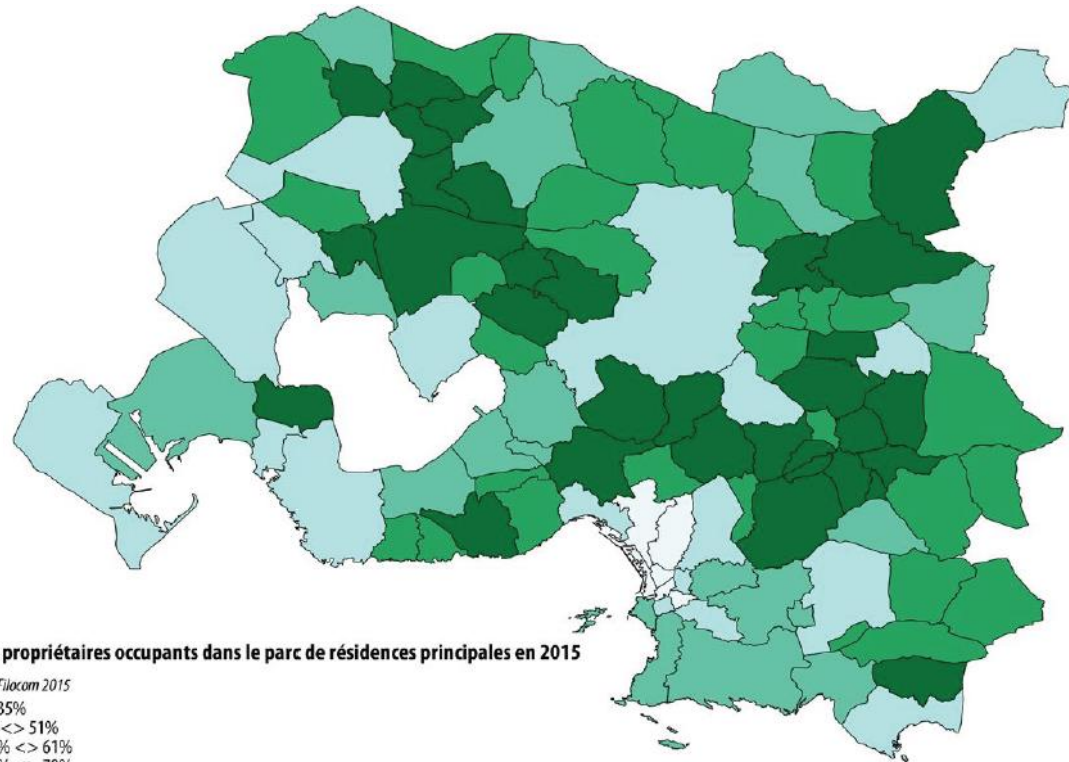 propriétaires occupants dans le parc de résidences principales en 2015
Filocom 2015
35%
<> 51%
% <> 61%